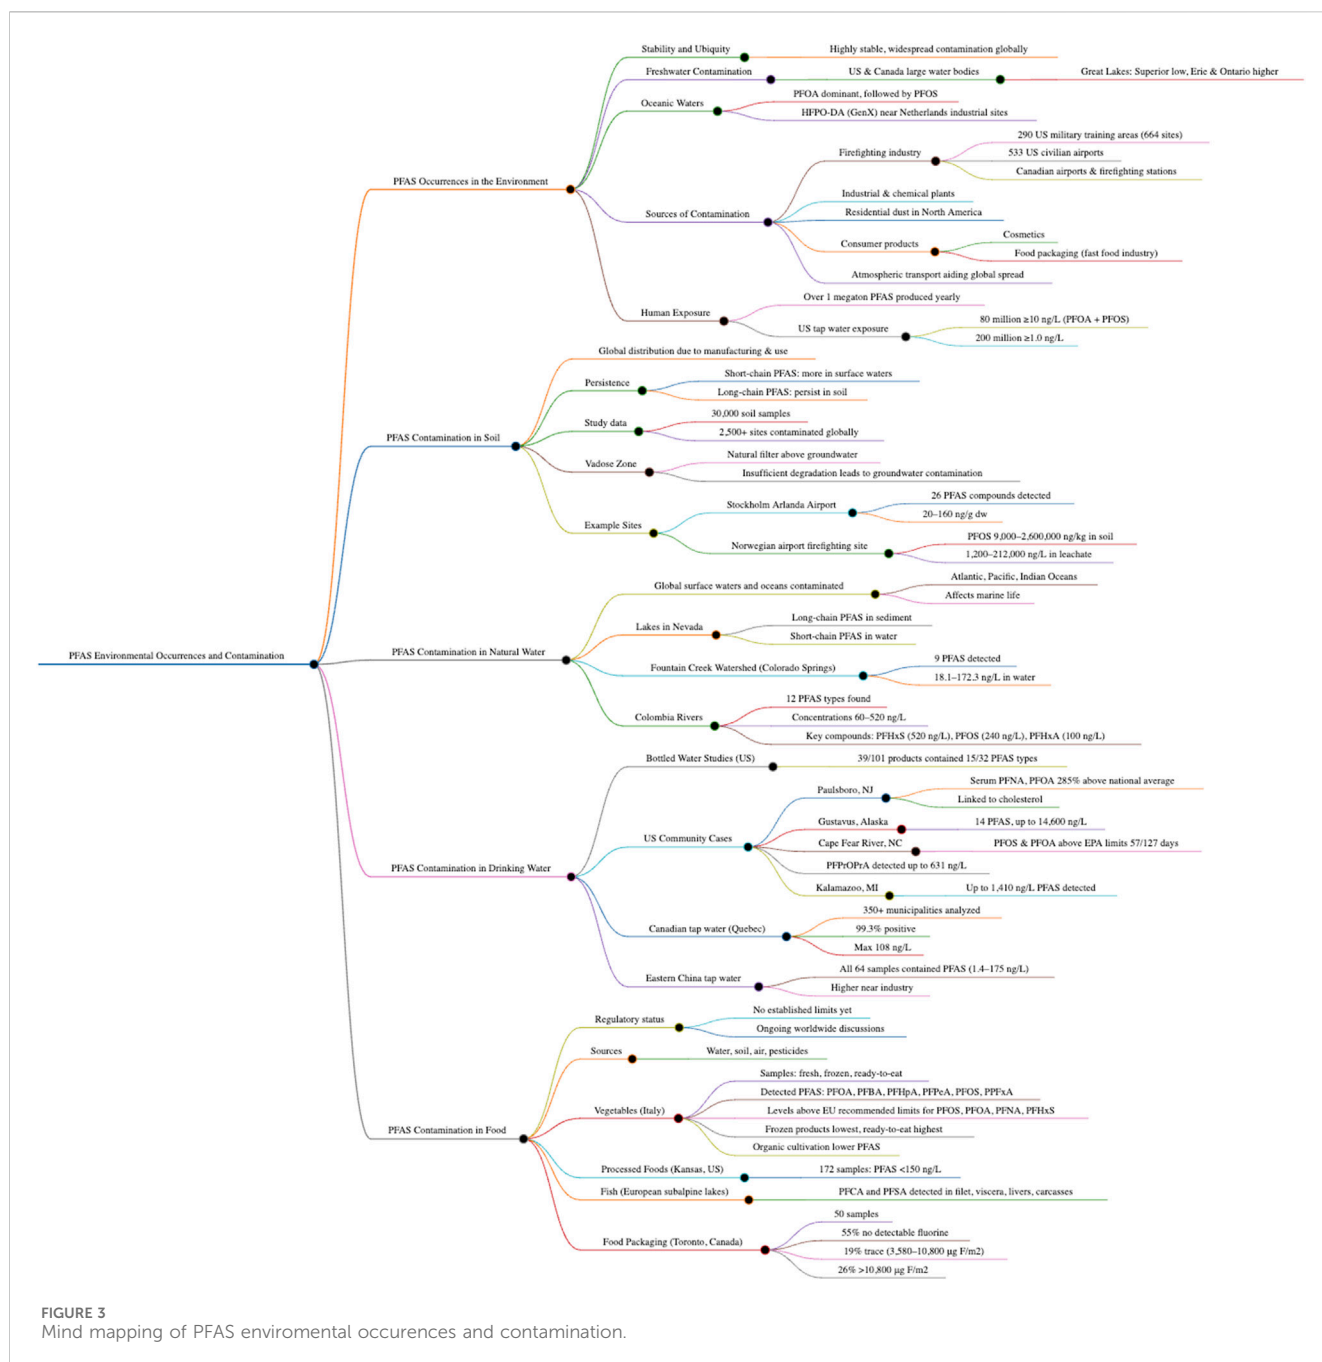 Stability and Ubiquity
Highly stable, widespread contamination globally
Freshwater Contamination
US & Canada large water bodies
Great Lakes: Superior low, Erie & Ontario higher
Oceanic Waters
PFOA dominant, followed by PFOS
HFPO-DA (GenX) near Netherlands industrial sites
PFAS Occurrences in the Environment
Sources of Contamination
Firefighting industry
290 US military training areas (664 sites)
533 US civilian airports
Canadian airports & firefighting stations
Industrial & chemical plants
Residential dust in North America
Consumer products
Cosmetics
Food packaging (fast food industry)
Atmospheric transport aiding global spread
Human Exposure
Over 1 megaton PFAS produced yearly
US tap water exposure
80 million ≥10 ng/L (PFOA + PFOS)
200 million ≥1.0 ng/L
PFAS Contamination in Soil
Global distribution due to manufacturing & use
Persistence
Short-chain PFAS: more in surface waters
Long-chain PFAS: persist in soil
Study data
30,000 soil samples
2,500+ sites contaminated globally
Vadose Zone
Natural filter above groundwater
Insufficient degradation leads to groundwater contamination
Example Sites
Stockholm Arlanda Airport
26 PFAS compounds detected
20–160 ng/g dw
Norwegian airport firefighting site
PFOS 9,000–2,600,000 ng/kg in soil
1,200–212,000 ng/L in leachate
PFAS Environmental Occurrences and Contamination
PFAS Contamination in Natural Water
Global surface waters and oceans contaminated
Atlantic, Pacific, Indian Oceans
Affects marine life
Lakes in Nevada
Long-chain PFAS in sediment
Short-chain PFAS in water
Fountain Creek Watershed (Colorado Springs)
9 PFAS detected
18.1–172.3 ng/L in water
Colombia Rivers
12 PFAS types found
Concentrations 60–520 ng/L
Key compounds: PFHxS (520 ng/L), PFOS (240 ng/L), PFHxA (100 ng/L)
PFAS Contamination in Drinking Water
Bottled Water Studies (US)
39/101 products contained 15/32 PFAS types
US Community Cases
Paulsboro, NJ
Serum PFNA, PFOA 285% above national average
Linked to cholesterol
Gustavus, Alaska
14 PFAS, up to 14,600 ng/L
Cape Fear River, NC
PFOS & PFOA above EPA limits 57/127 days
PFPrOPrA detected up to 631 ng/L
Kalamazoo, MI
Up to 1,410 ng/L PFAS detected
Canadian tap water (Quebec)
350+ municipalities analyzed
99.3% positive
Max 108 ng/L
Eastern China tap water
All 64 samples contained PFAS (1.4–175 ng/L)
Higher near industry
PFAS Contamination in Food
Regulatory status
No established limits yet
Ongoing worldwide discussions
Sources
Water, soil, air, pesticides
Vegetables (Italy)
Samples: fresh, frozen, ready-to-eat
Detected PFAS: PFOA, PFBA, PFHpA, PFPeA, PFOS, PPFxA
Levels above EU recommended limits for PFOS, PFOA, PFNA, PFHxS
Frozen products lowest, ready-to-eat highest
Organic cultivation lower PFAS
Processed Foods (Kansas, US)
172 samples: PFAS <150 ng/L
Fish (European subalpine lakes)
PFCA and PFSA detected in filet, viscera, livers, carcasses
Food Packaging (Toronto, Canada)
50 samples
55% no detectable fluorine
19% trace (3,580–10,800 µg F/m2)
26% >10,800 µg F/m2
FIGURE 3
Mind mapping of PFAS enviromental occurences and contamination.